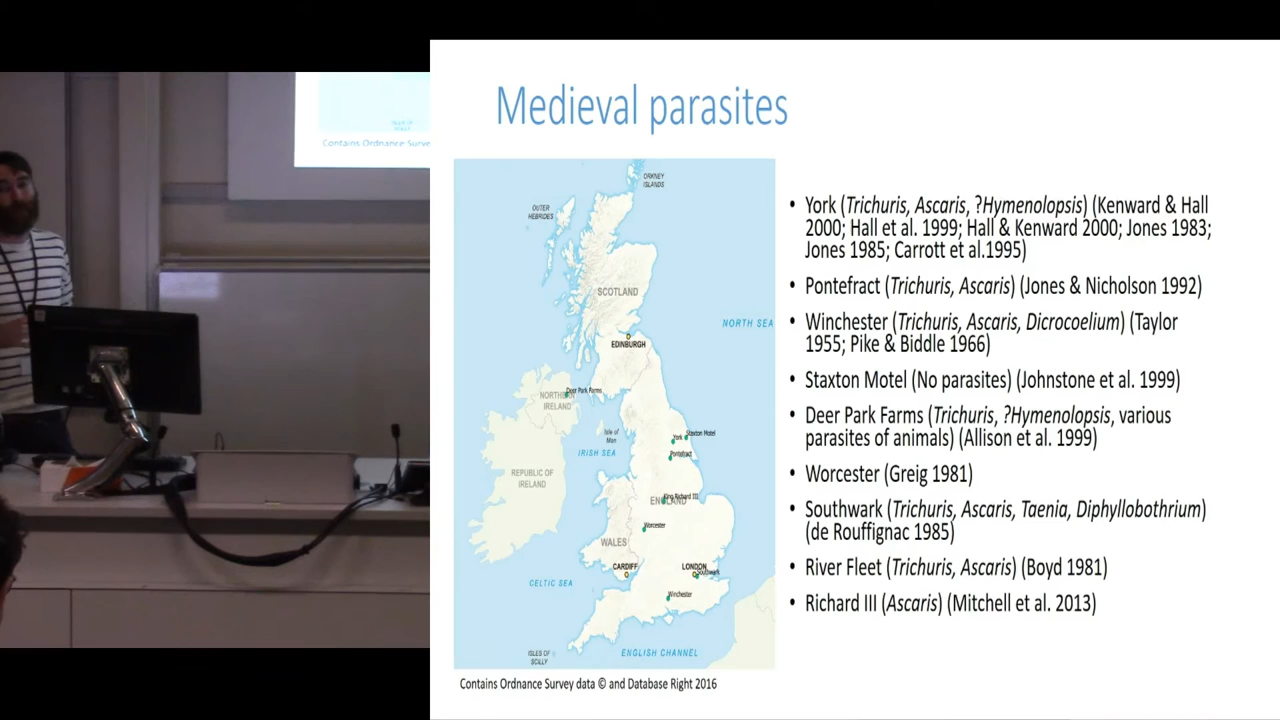 Medieval parasites
ORKNEY
ISLANDS
OUTER
HEBRIDES
SCOTLAND
NORTH SEA
EDINBURGH
Deer Park Farms
NORTHERN
IRELAND
Isle of
Man
Staxton Motel
York
IRISH SEA
Pontefract
REPUBLIC OF
IRELAND
King Richard III
ENGLAND
Worcester
WALES
CARDIFF
LONDON
Southwark
CELTIC SEA
Winchester
ISLES OF
SCILLY
ENGLISH CHANNEL
Contains Ordnance Survey data © and Database Right 2016
• York (Trichuris, Ascaris, ?Hymenolopsis) (Kenward & Hall
2000; Hall et al. 1999; Hall & Kenward 2000; Jones 1983;
Jones 1985; Carrott et al.1995)
• Pontefract (Trichuris, Ascaris) (Jones & Nicholson 1992)
• Winchester (Trichuris, Ascaris, Dicrocoelium) (Taylor
1955; Pike & Biddle 1966)
• Staxton Motel (No parasites) (Johnstone et al. 1999)
• Deer Park Farms (Trichuris, ?Hymenolopsis, various
parasites of animals) (Allison et al. 1999)
• Worcester (Greig 1981)
• Southwark (Trichuris, Ascaris, Taenia, Diphyllobothrium)
(de Rouffignac 1985)
• River Fleet (Trichuris, Ascaris) (Boyd 1981)
• Richard III (Ascaris) (Mitchell et al. 2013)
ISLES OF
SCILLY
Contains Ordnance Surve